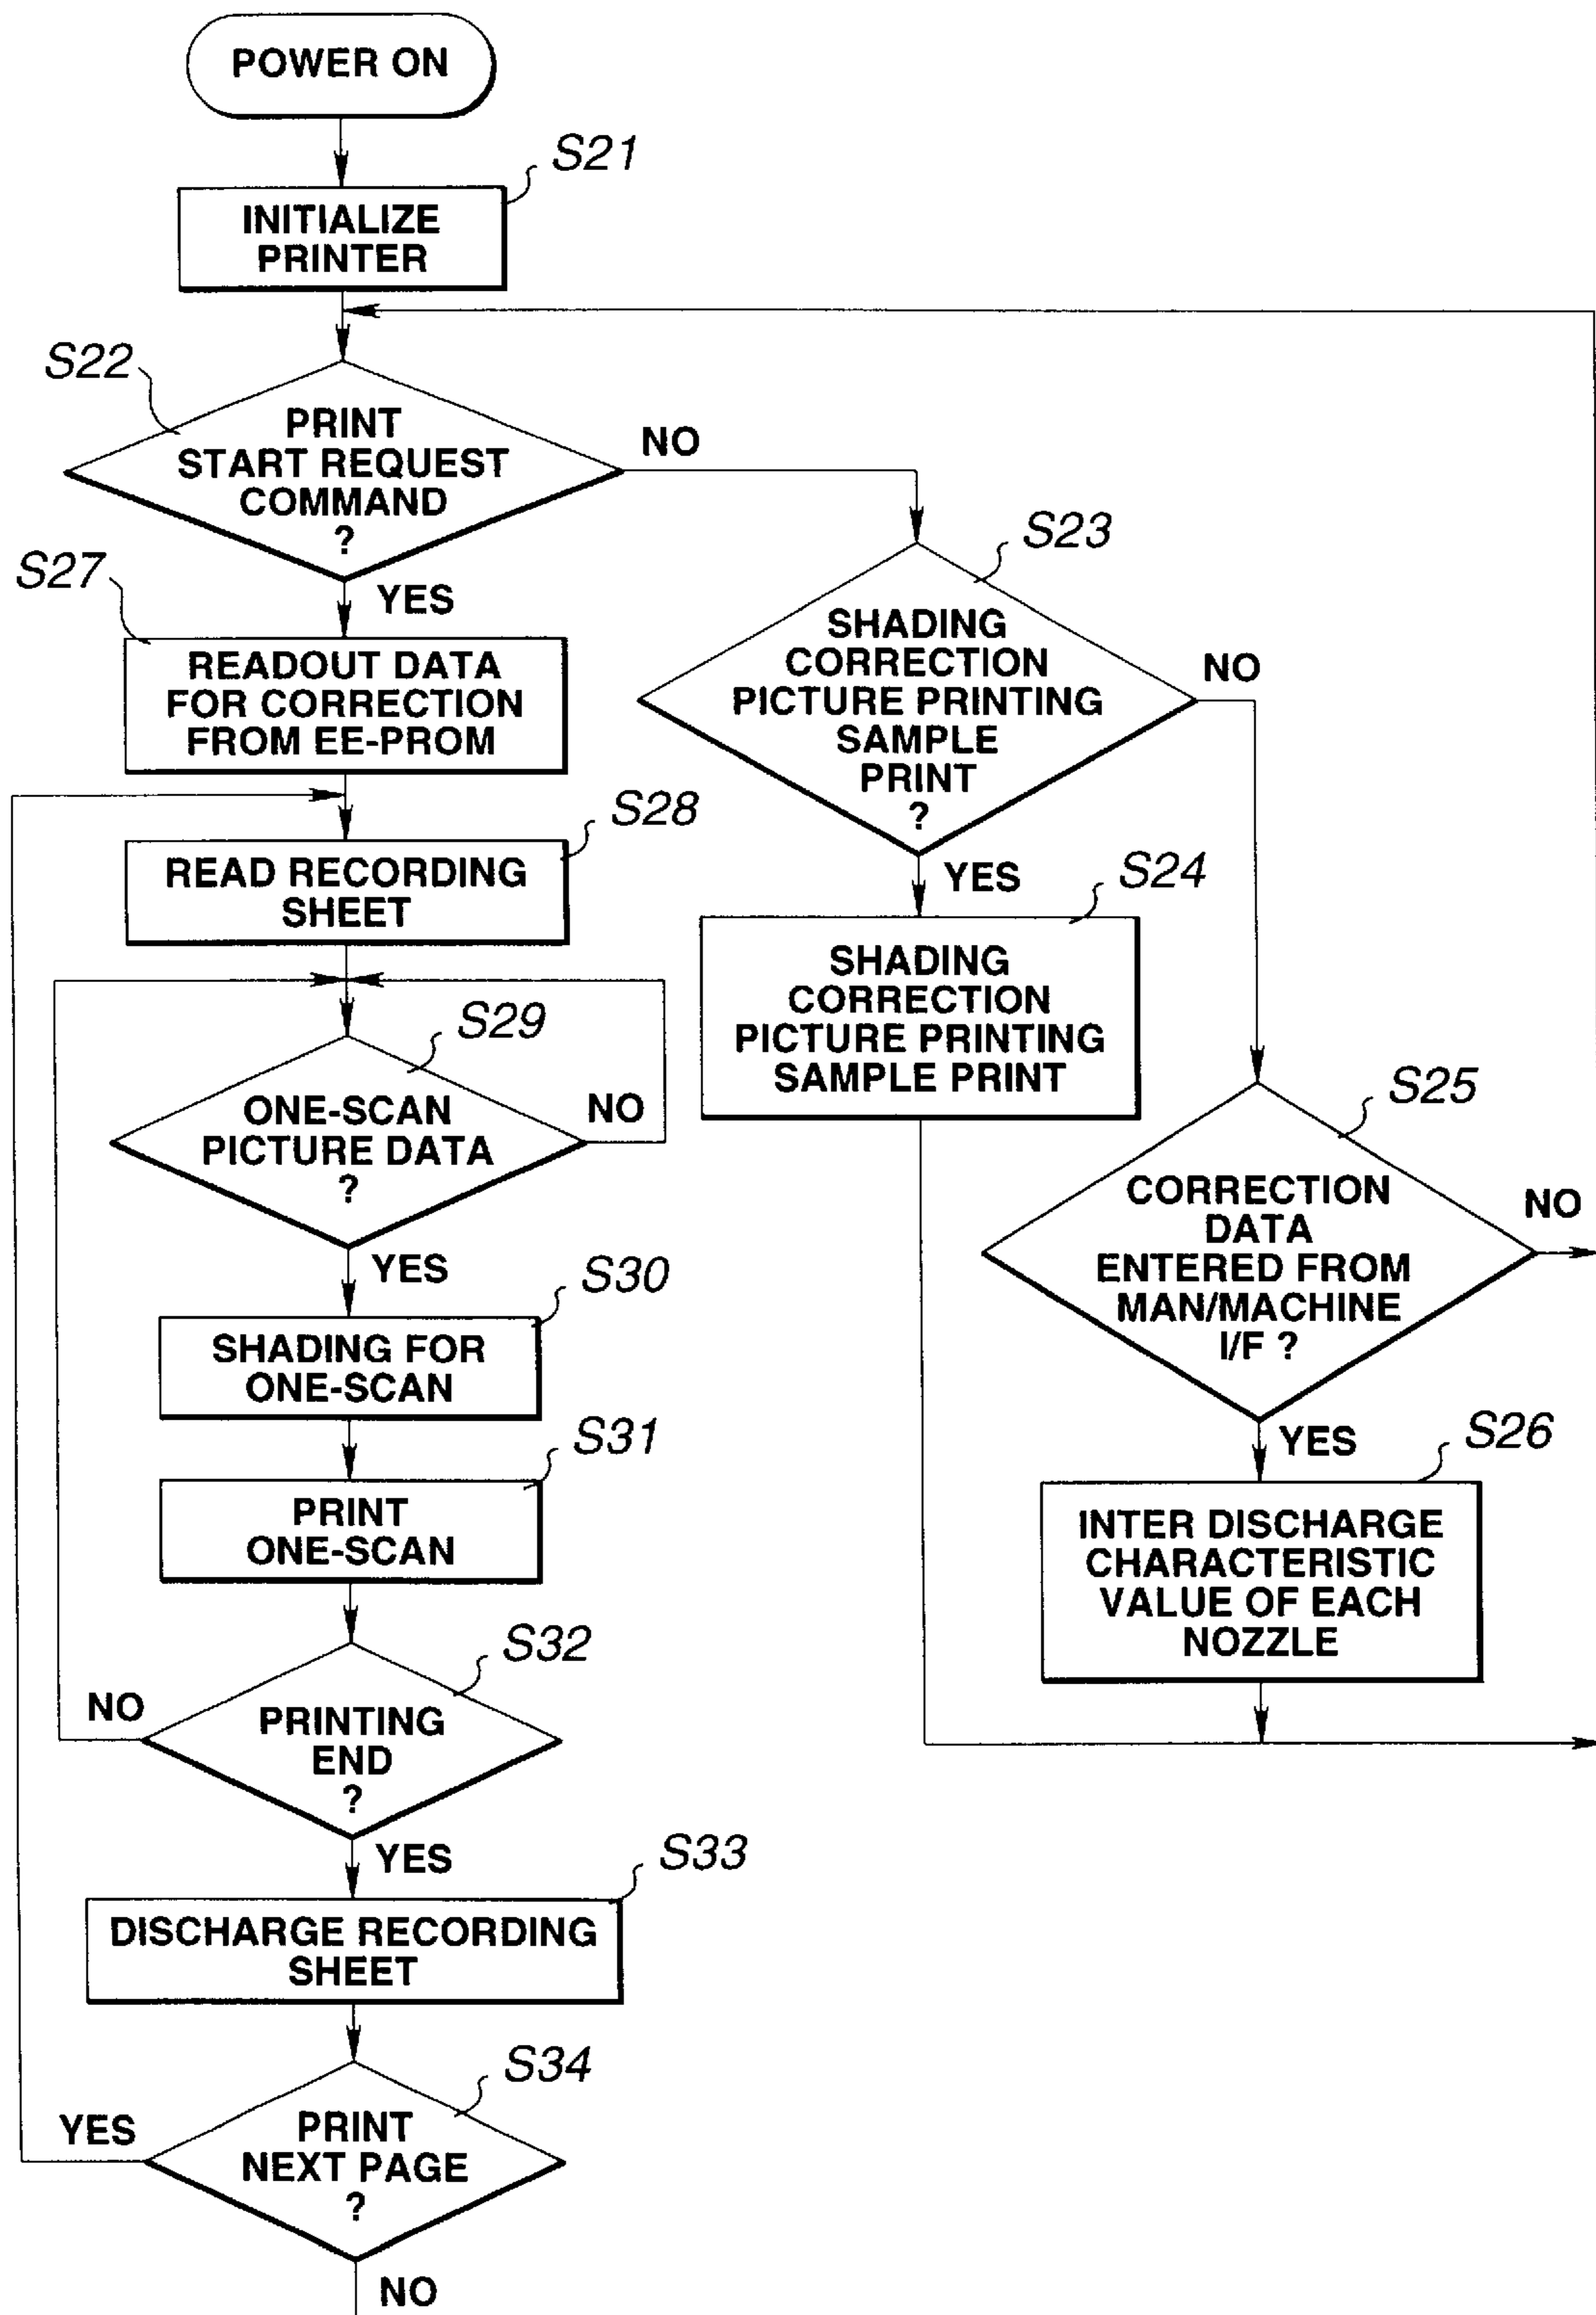 POWER ON
S21
INITIALIZE
PRINTER
S22
PRINT
START REQUEST
COMMAND
?
NO
YES
S23
SHADING
CORRECTION
PICTURE PRINTING
SAMPLE
PRINT
?
NO
YES
S24
SHADING
CORRECTION
PICTURE PRINTING
SAMPLE PRINT
S25
CORRECTION
DATA
ENTERED FROM
MAN/MACHINE
I/F ?
NO
YES
S26
INTER DISCHARGE
CHARACTERISTIC
VALUE OF EACH
NOZZLE
S27
READOUT DATA
FOR CORRECTION
FROM EE-PROM
S28
READ RECORDING
SHEET
S29
ONE-SCAN
PICTURE DATA
?
NO
YES
S30
SHADING FOR
ONE-SCAN
S31
PRINT
ONE-SCAN
S32
PRINTING
END
?
NO
YES
S33
DISCHARGE RECORDING
SHEET
S34
PRINT
NEXT PAGE
?
YES
NO